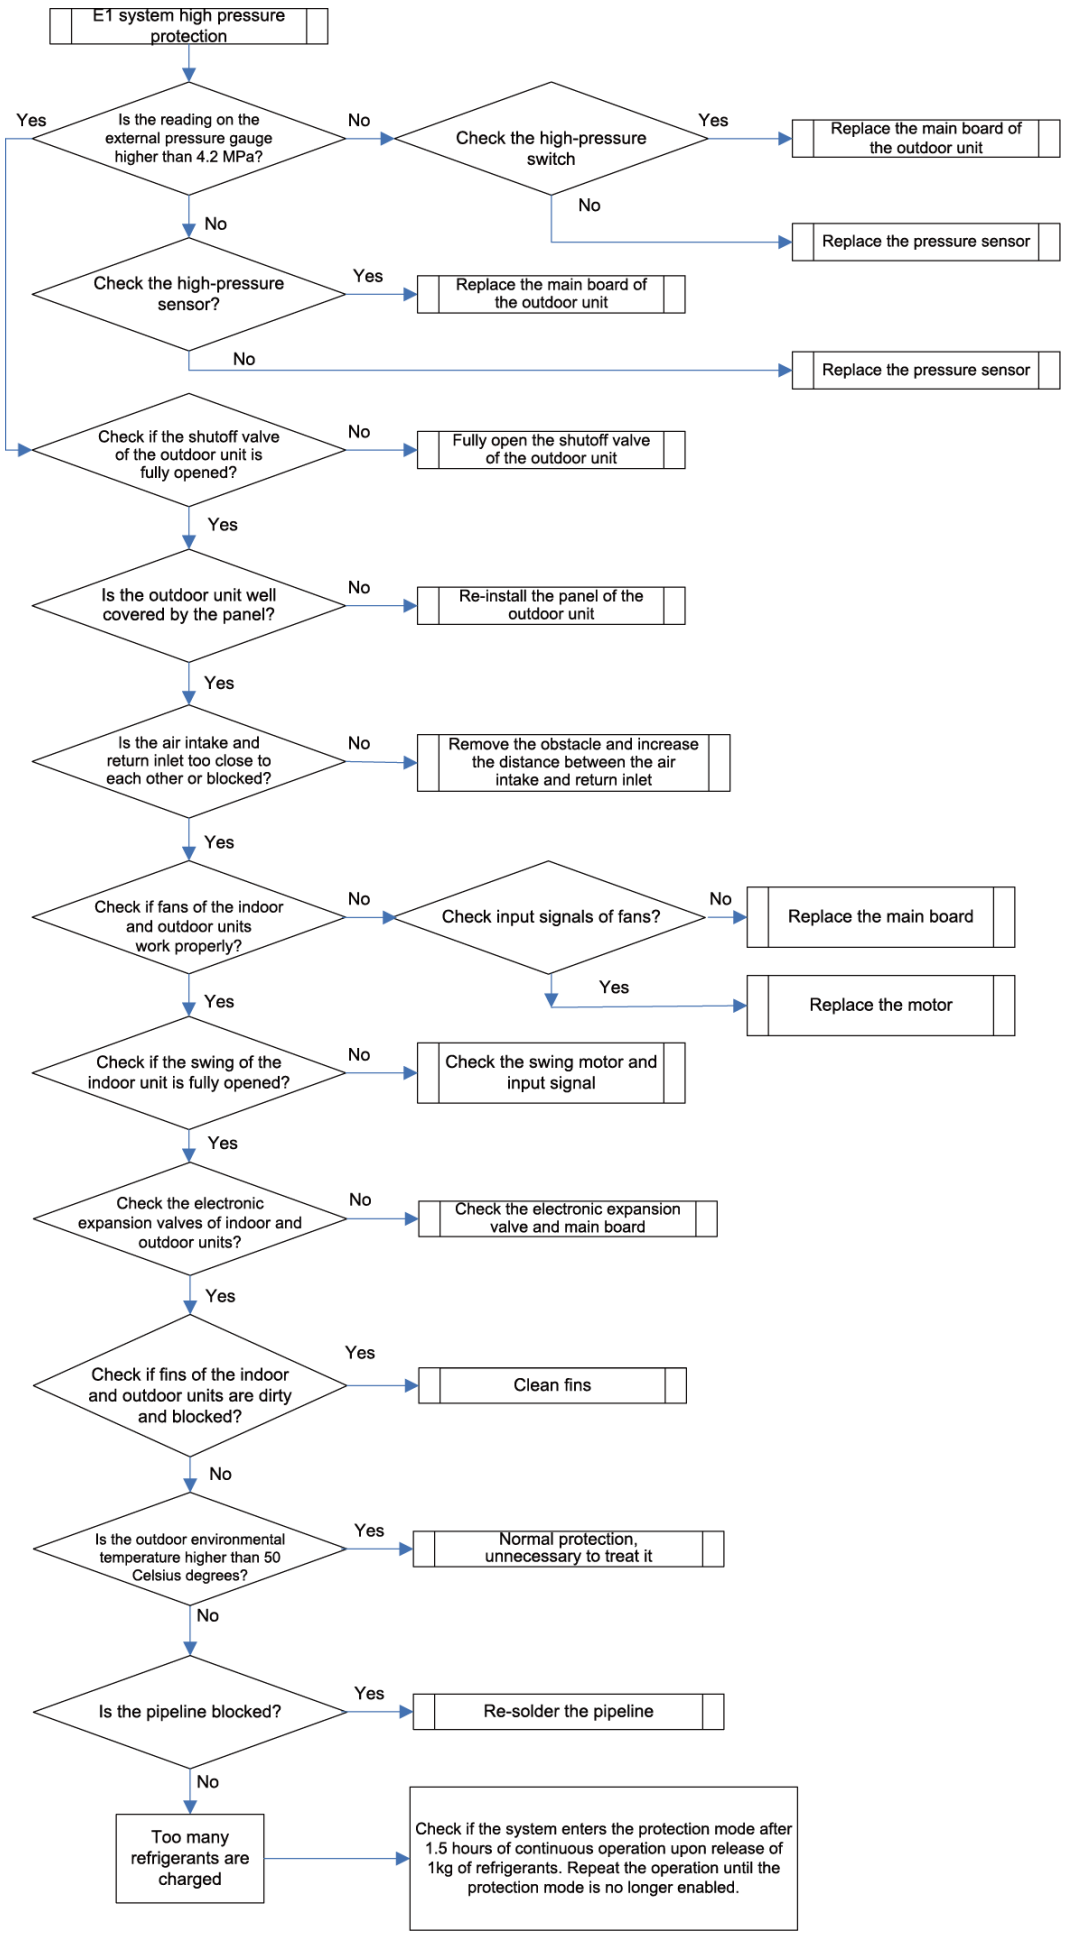 E1 system high pressure
protection
Yes
Is the reading on the
external pressure gauge
higher than 4.2 MPa?
No
Check the high-pressure
switch
Yes
Replace the main board of
the outdoor unit
No
Replace the pressure sensor
No
Check the high-pressure
sensor?
Yes
Replace the main board of
the outdoor unit
No
Replace the pressure sensor
Check if the shutoff valve
of the outdoor unit is
fully opened?
No
Fully open the shutoff valve
of the outdoor unit
Yes
Is the outdoor unit well
covered by the panel?
No
Re-install the panel of the
outdoor unit
Yes
Is the air intake and
return inlet too close to
each other or blocked?
No
Remove the obstacle and increase
the distance between the air
intake and return inlet
Yes
Check if fans of the indoor
and outdoor units
work properly?
No
Check input signals of fans?
No
Replace the main board
Yes
Replace the motor
Yes
Check if the swing of the
indoor unit is fully opened?
No
Check the swing motor and
input signal
Yes
Check the electronic
expansion valves of indoor and
outdoor units?
No
Check the electronic expansion
valve and main board
Yes
Check if fins of the indoor
and outdoor units are dirty
and blocked?
Yes
Clean fins
No
Is the outdoor environmental
temperature higher than 50
Celsius degrees?
Yes
Normal protection,
unnecessary to treat it
No
Is the pipeline blocked?
Yes
Re-solder the pipeline
No
Too many
refrigerants are
charged
Check if the system enters the protection mode after
1.5 hours of continuous operation upon release of
1kg of refrigerants. Repeat the operation until the
protection mode is no longer enabled.